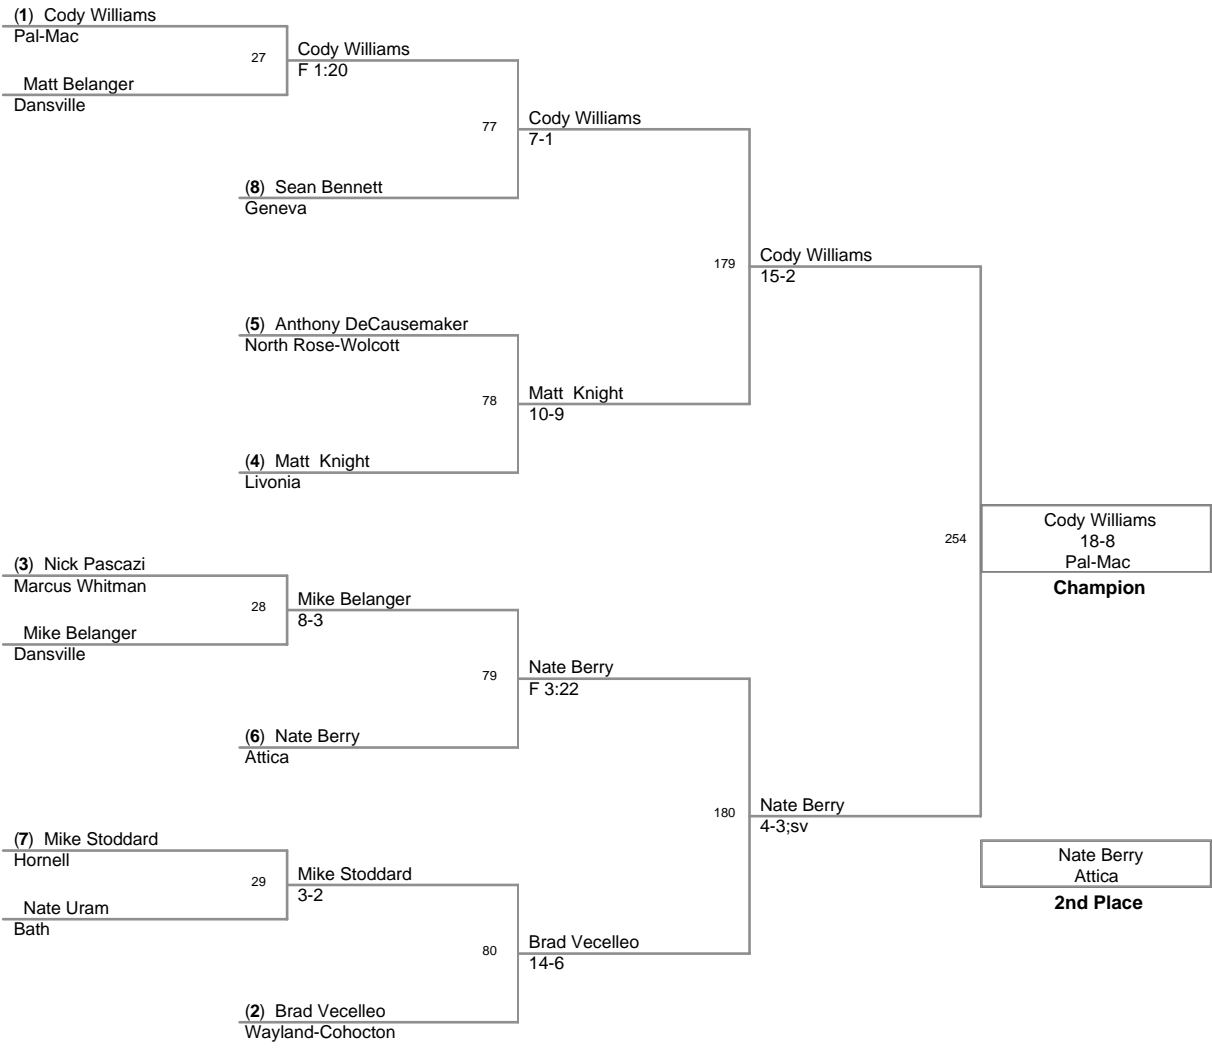 (1) Cody Williams
Pal-Mac
27
Matt Belanger
Dansville
Cody Williams
F 1:20
77
(8) Sean Bennett
Geneva
Cody Williams
7-1
(5) Anthony DeCausemaker
North Rose-Wolcott
78
(4) Matt  Knight
Livonia
Matt  Knight
10-9
179
Cody Williams
15-2
(3) Nick Pascazi
Marcus Whitman
28
Mike Belanger
Dansville
Mike Belanger
8-3
79
(6) Nate Berry
Attica
Nate Berry
F 3:22
(7) Mike Stoddard
Hornell
29
Nate Uram
Bath
Mike Stoddard
3-2
80
(2) Brad Vecelleo
Wayland-Cohocton
Brad Vecelleo
14-6
180
Nate Berry
4-3;sv
254
Cody Williams
18-8
Pal-Mac
Champion
Nate Berry
Attica
2nd Place